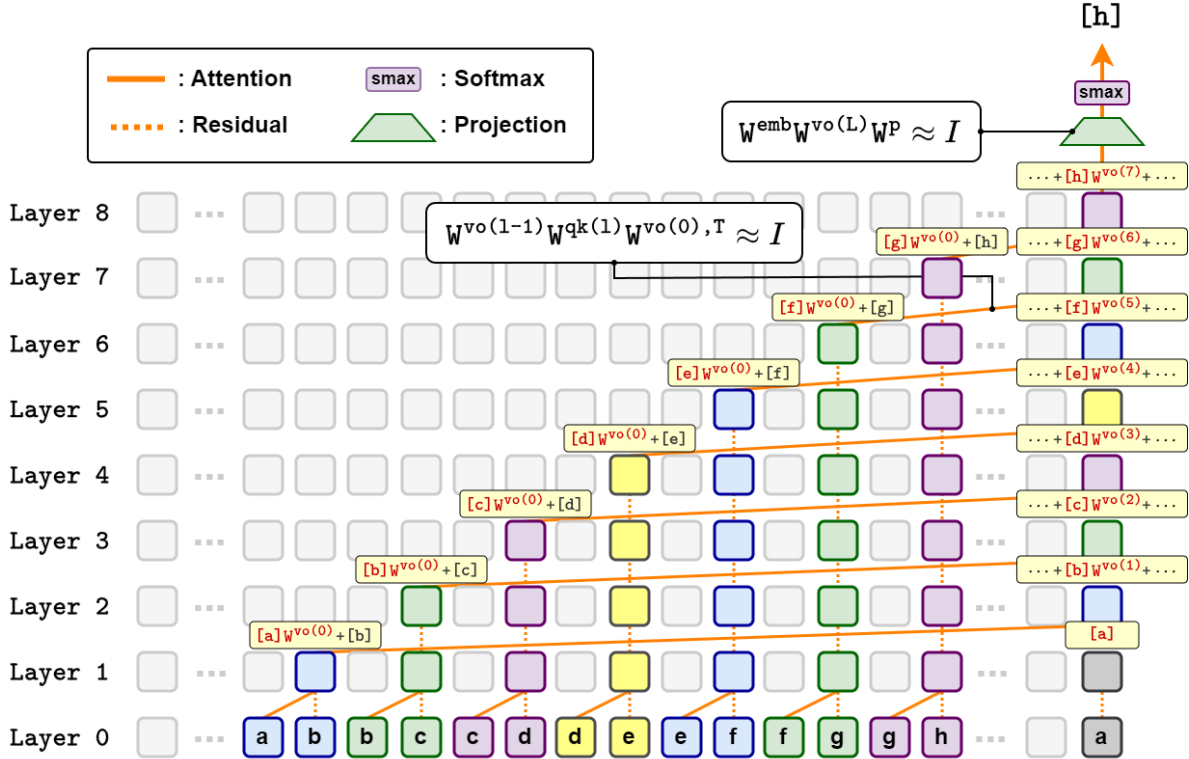 [h]
: Attention
smax : Softmax
: Residual
: Projection
smax
W^emb W^vo(L) W^p ≈ I
···+[h]W^vo(7)+···
Layer 8 ··· ···
W^vo(l-1) W^qk(l) W^vo(0),T ≈ I
[g]W^vo(0)+[h]
···+[g]W^vo(6)+···
Layer 7 ··· ···
[f]W^vo(0)+[g]
···+[f]W^vo(5)+···
Layer 6 ··· ···
[e]W^vo(0)+[f]
···+[e]W^vo(4)+···
Layer 5 ··· ···
[d]W^vo(0)+[e]
···+[d]W^vo(3)+···
Layer 4 ··· ···
[c]W^vo(0)+[d]
···+[c]W^vo(2)+···
Layer 3 ··· ···
[b]W^vo(0)+[c]
···+[b]W^vo(1)+···
Layer 2 ··· ···
[a]W^vo(0)+[b]
[a]
Layer 1 ··· ···
Layer 0 ··· a b b c c d d e e f f g g h ··· a